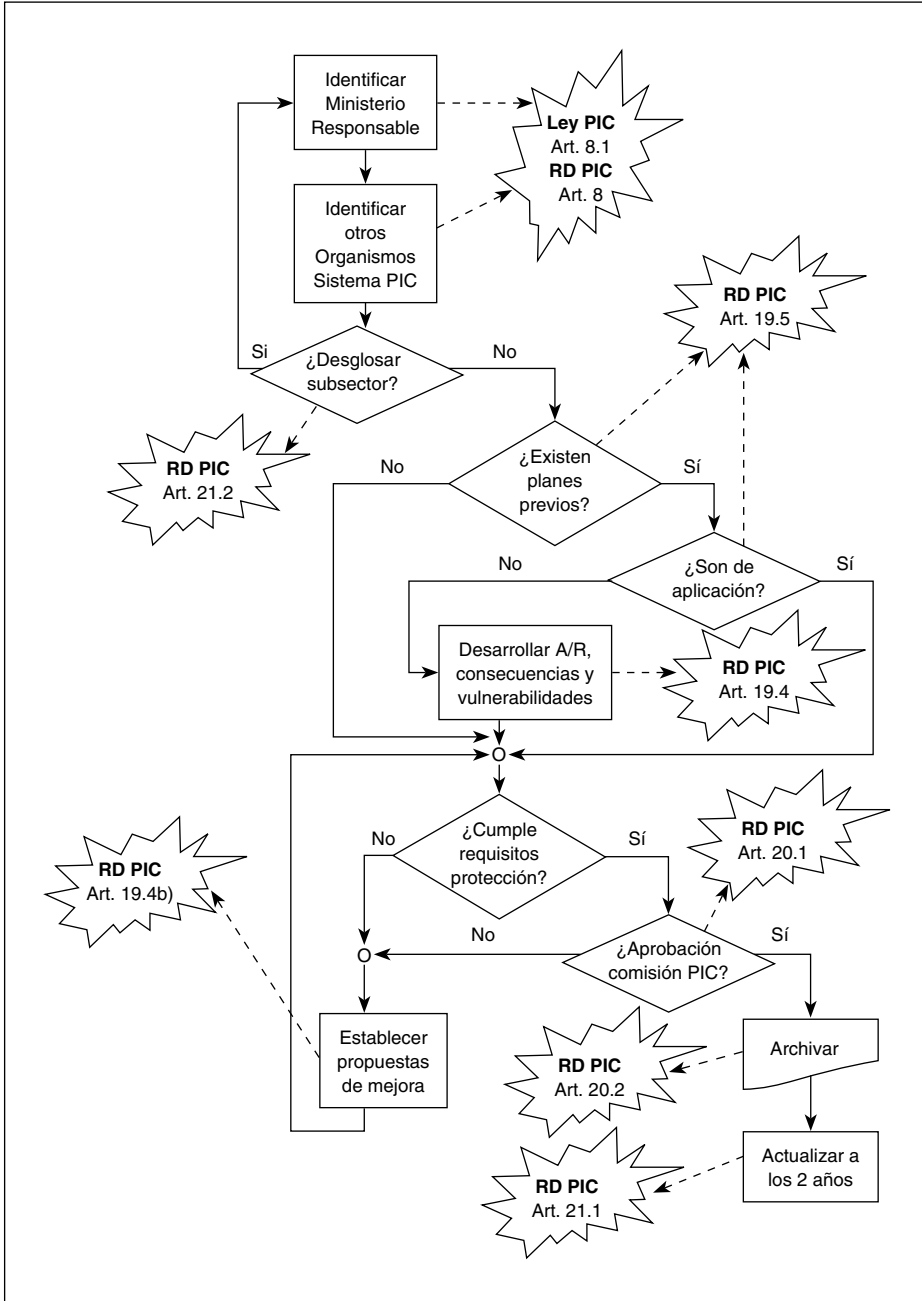 Identificar
Ministerio
Responsable
Ley PIC
Art. 8.1
RD PIC
Art. 8
Identificar
otros
Organismos
Sistema PIC
RD PIC
Art. 19.5
Si
¿Desglosar
subsector?
No
RD PIC
Art. 21.2
No
¿Existen
planes
previos?
Sí
No
¿Son de
aplicación?
Sí
Desarrollar A/R,
consecuencias y
vulnerabilidades
RD PIC
Art. 19.4
O
No
¿Cumple
requisitos
protección?
Sí
RD PIC
Art. 20.1
RD PIC
Art. 19.4b)
O
No
¿Aprobación
comisión PIC?
Sí
Establecer
propuestas
de mejora
RD PIC
Art. 20.2
Archivar
RD PIC
Art. 21.1
Actualizar a
los 2 años